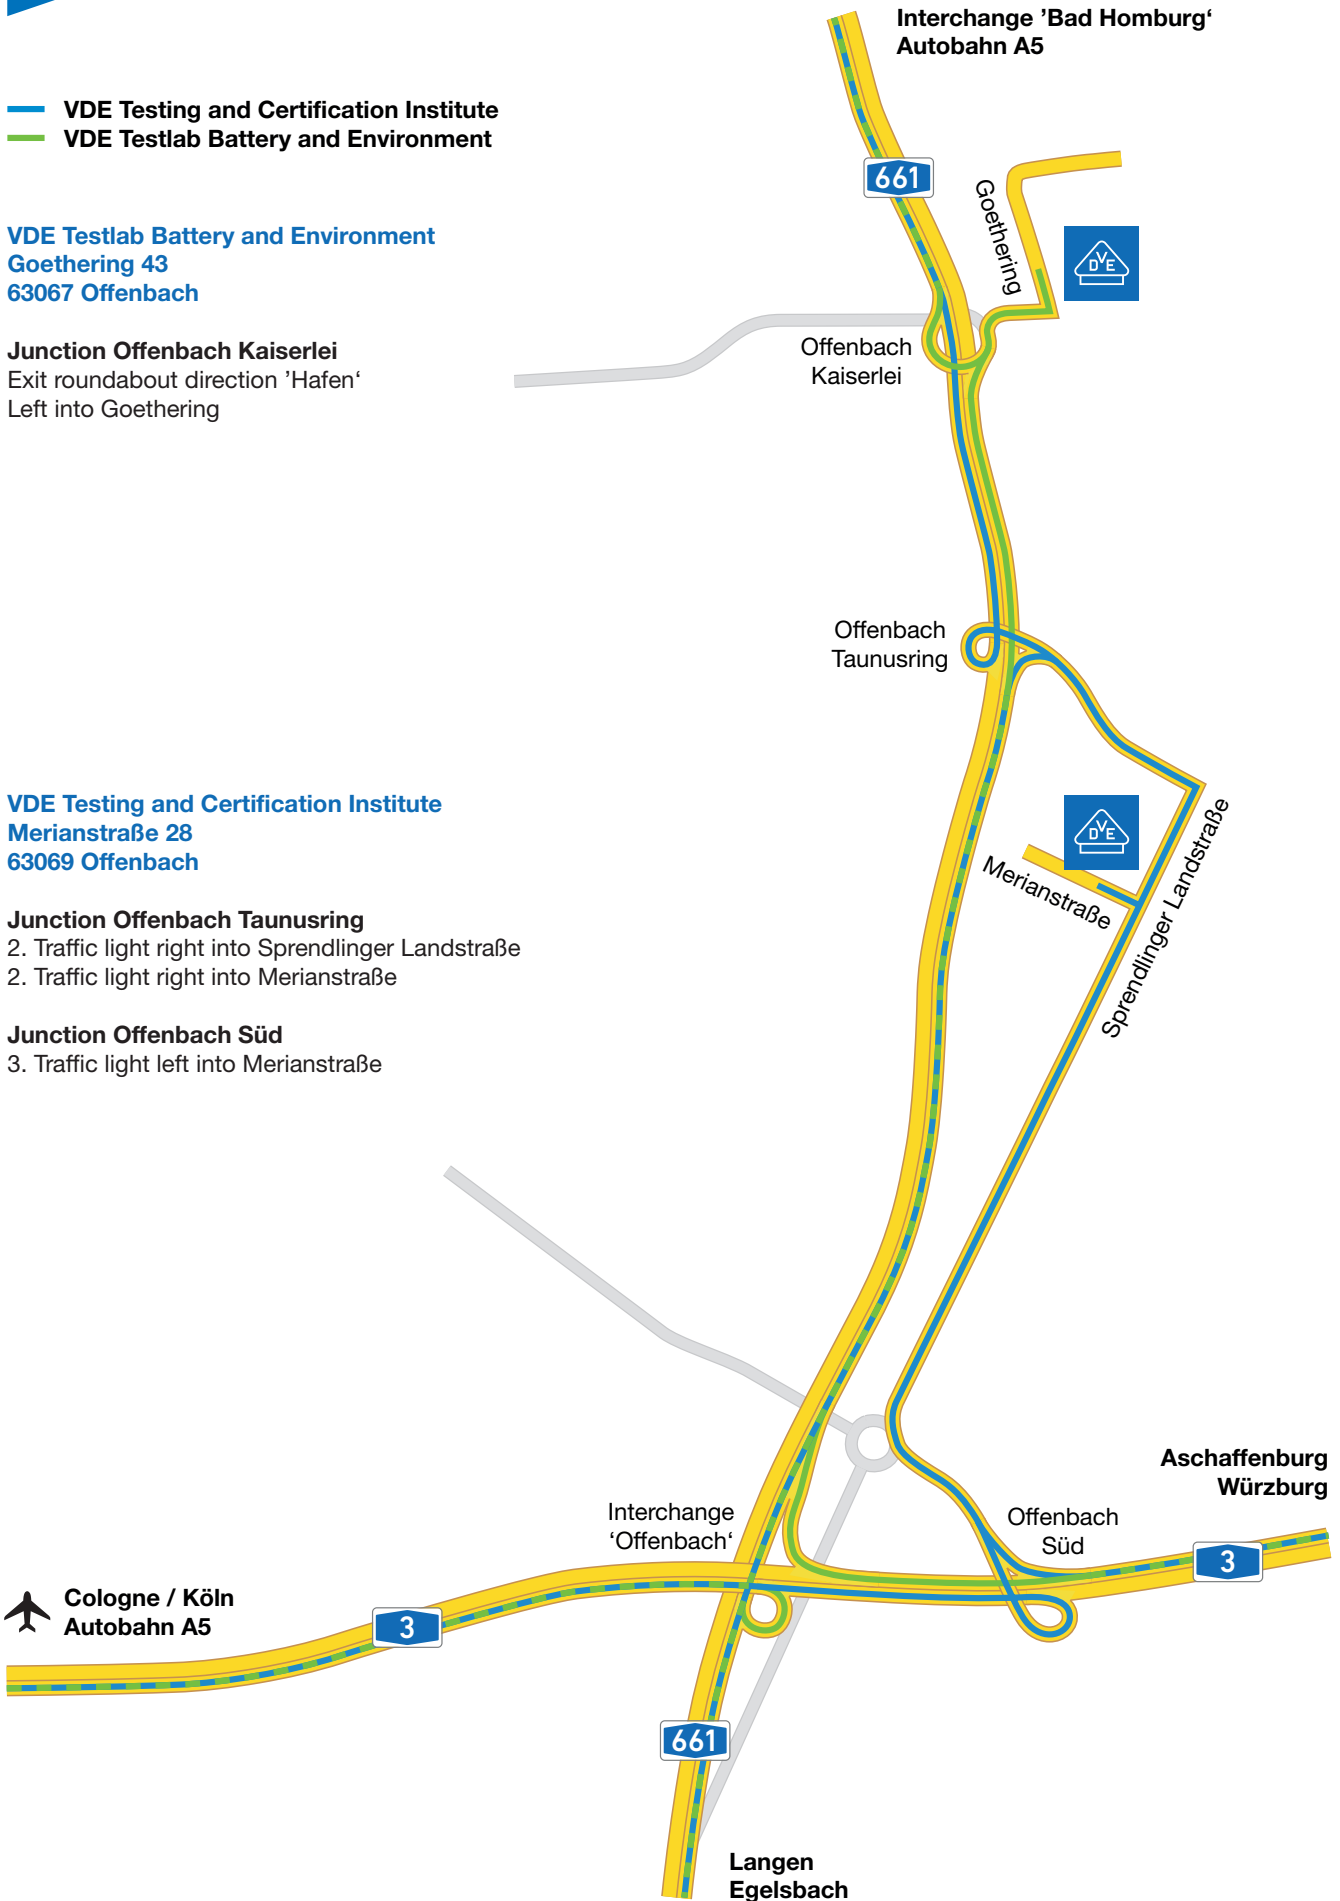 Interchange ’Bad Homburg‘
Autobahn A5
VDE Testing and Certification Institute
VDE Testlab Battery and Environment
661
Goethering
DVE
VDE Testlab Battery and Environment
Goethering 43
63067 Offenbach
Junction Offenbach Kaiserlei
Exit roundabout direction ’Hafen‘
Left into Goethering
Offenbach
Kaiserlei
Offenbach
Taunusring
VDE Testing and Certification Institute
Merianstraße 28
63069 Offenbach
DVE
Merianstraße
Sprendlinger Landstraße
Junction Offenbach Taunusring
2. Traffic light right into Sprendlinger Landstraße
2. Traffic light right into Merianstraße
Junction Offenbach Süd
3. Traffic light left into Merianstraße
Aschaffenburg
Würzburg
Interchange
‘Offenbach‘
Offenbach
Süd
3
Cologne / Köln
Autobahn A5
3
661
Langen
Egelsbach